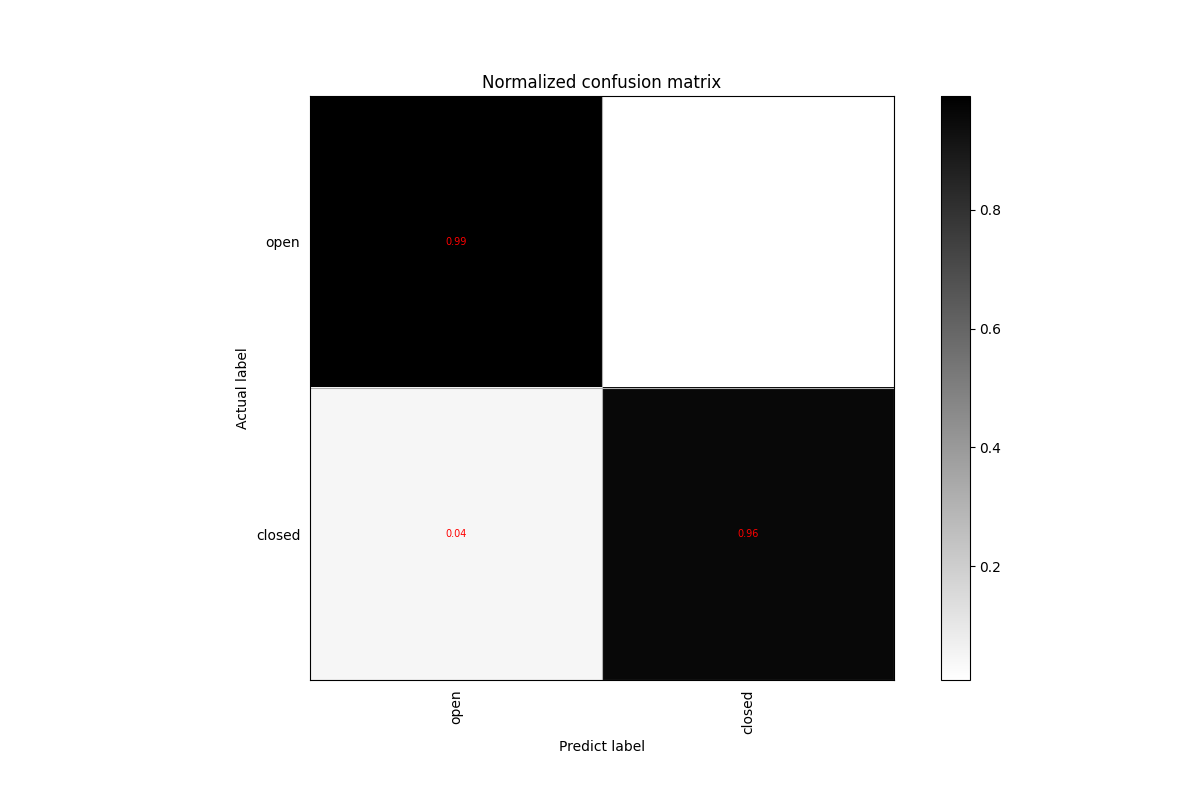 Normalized confusion matrix
open
0.99
closed
0.04
0.96
Actual label
open
closed
Predict label
0.8
0.6
0.4
0.2